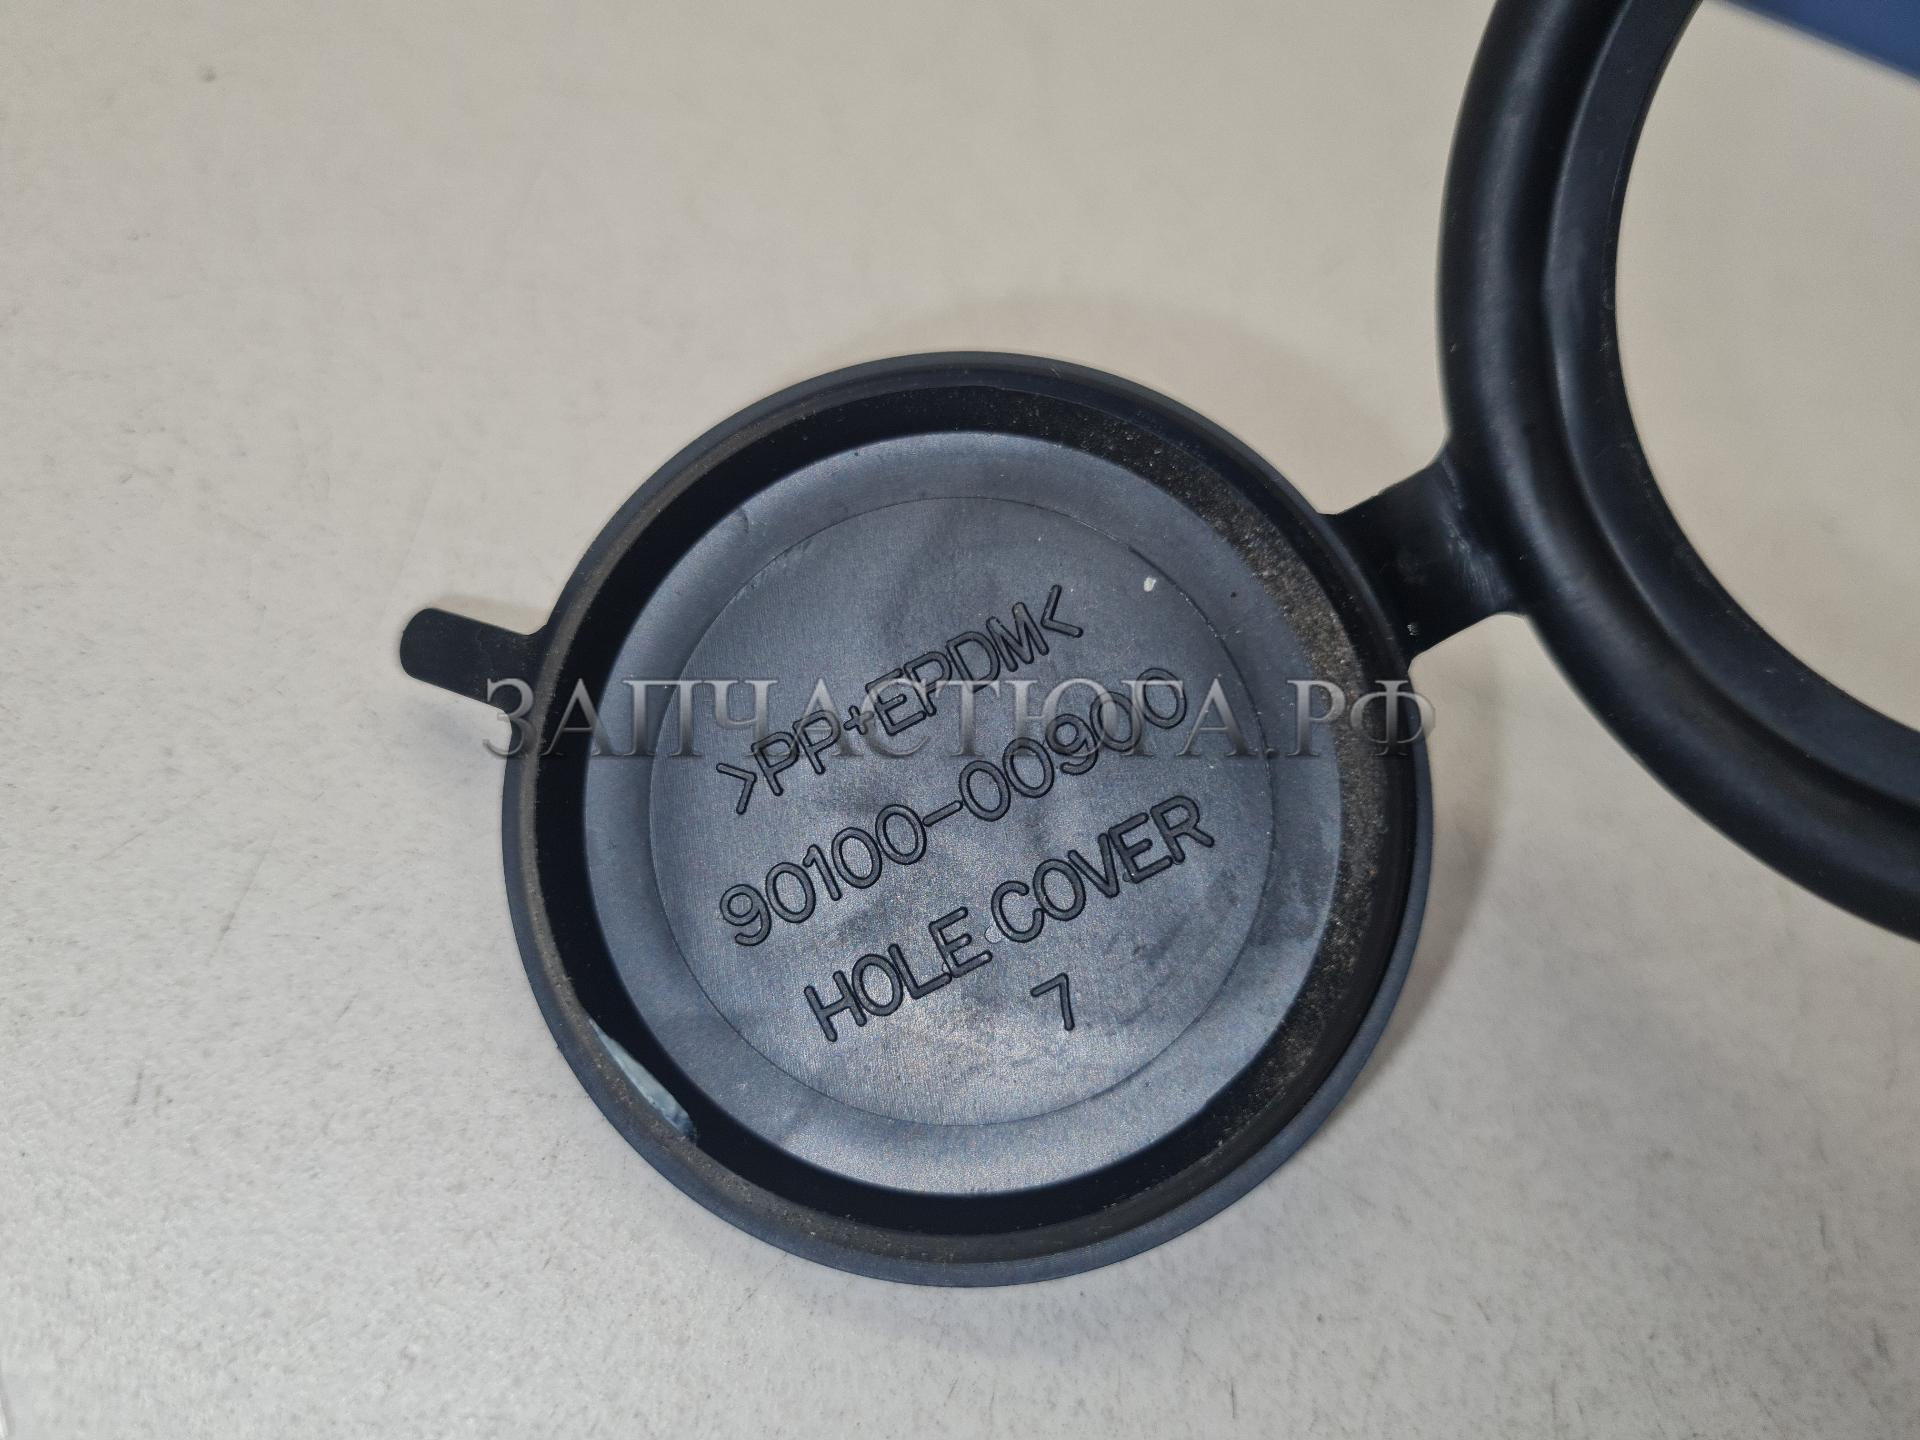 >PP+EPDM<
90100-00900
HOLE COVER
7
ЗАПЧАСТЮГА.РФ